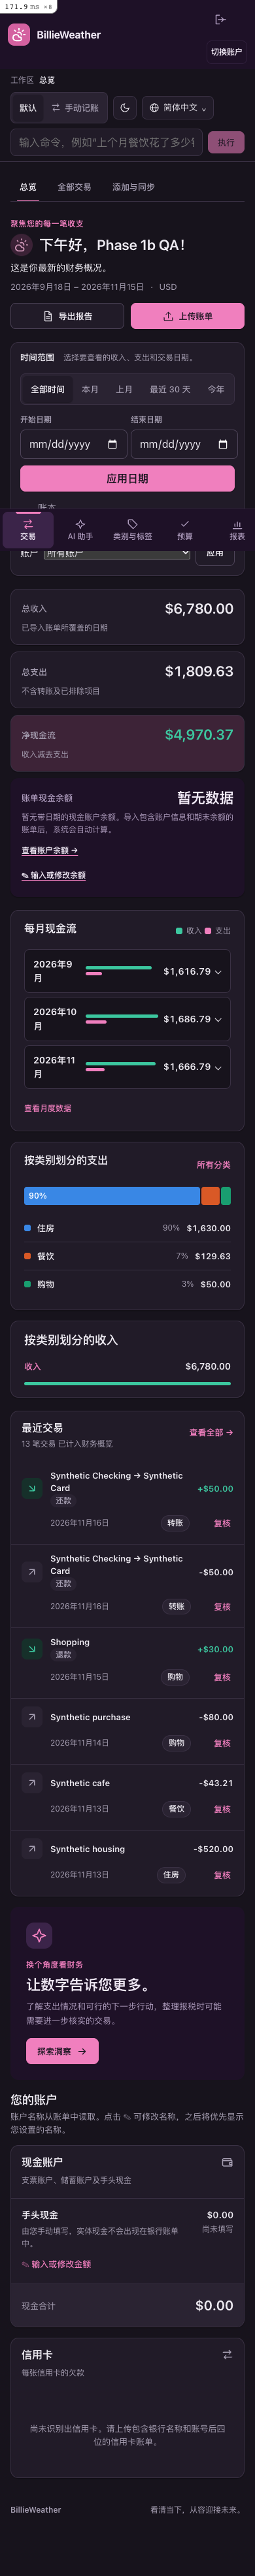 171.9 ms
BillieWeather
切换账户
工作区 总览
默认 手动记账 简体中文
输入命令，例如"上个月餐饮花了多少钱 执行
总览 全部交易 添加与同步
聚焦您的每一笔收支
下午好，Phase 1b QA！
这是你最新的财务概况。
2026年9月18日 – 2026年11月15日 · USD
导出报告 上传账单
时间范围 选择要查看的收入、支出和交易日期。
全部时间 本月 上月 最近 30 天 今年
开始日期 结束日期
mm/dd/yyyy mm/dd/yyyy
应用日期
交易 AI 助手 类别与标签 预算 报表
账户 所有账户 应用
总收入 $6,780.00
已导入账单所覆盖的日期
总支出 $1,809.63
不含转账及已排除项目
净现金流 $4,970.37
收入减去支出
账单现金余额 暂无数据
暂无带日期的现金账户余额。导入包含账户信息和期末余额的
账单后，系统会自动计算。
查看账户余额 →
✎ 输入或修改余额
每月现金流 收入 支出
2026年9
月 $1,616.79
2026年10
月 $1,686.79
2026年11
月 $1,666.79
查看月度数据
按类别划分的支出 所有分类
90%
住房 90% $1,630.00
餐饮 7% $129.63
购物 3% $50.00
按类别划分的收入
收入 $6,780.00
最近交易 查看全部 →
13 笔交易 已计入财务概览
Synthetic Checking → Synthetic
Card +$50.00
还款
2026年11月16日 转账 复核
Synthetic Checking → Synthetic
Card -$50.00
还款
2026年11月16日 转账 复核
Shopping +$30.00
退款
2026年11月15日 购物 复核
Synthetic purchase -$80.00
2026年11月14日 购物 复核
Synthetic cafe -$43.21
2026年11月13日 餐饮 复核
Synthetic housing -$520.00
2026年11月13日 住房 复核
换个角度看财务
让数字告诉您更多。
了解支出情况和可行的下一步行动，整理报税时可能
需要进一步核实的交易。
探索洞察 →
您的账户
账户名称从账单中读取。点击 ✎ 可修改名称，之后将优先显示
您设置的名称。
现金账户
支票账户、储蓄账户及手头现金
手头现金 $0.00
由您手动填写，实体现金不会出现在银行账单
中。 尚未填写
✎ 输入或修改金额
现金合计 $0.00
信用卡
每张信用卡的欠款
尚未识别出信用卡。请上传包含银行名称和账号后四
位的信用卡账单。
BillieWeather 看清当下，从容迎接未来。